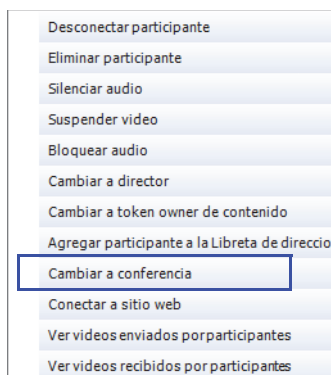 Desconectar participante
Eliminar participante
Silenciar audio
Suspender video
Bloquear audio
Cambiar a director
Cambiar a token owner de contenido
Agregar participante a la Libreta de direccio
Cambiar a conferencia
Conectar a sitio web
Ver videos enviados por participantes
Ver videos recibidos por participantes